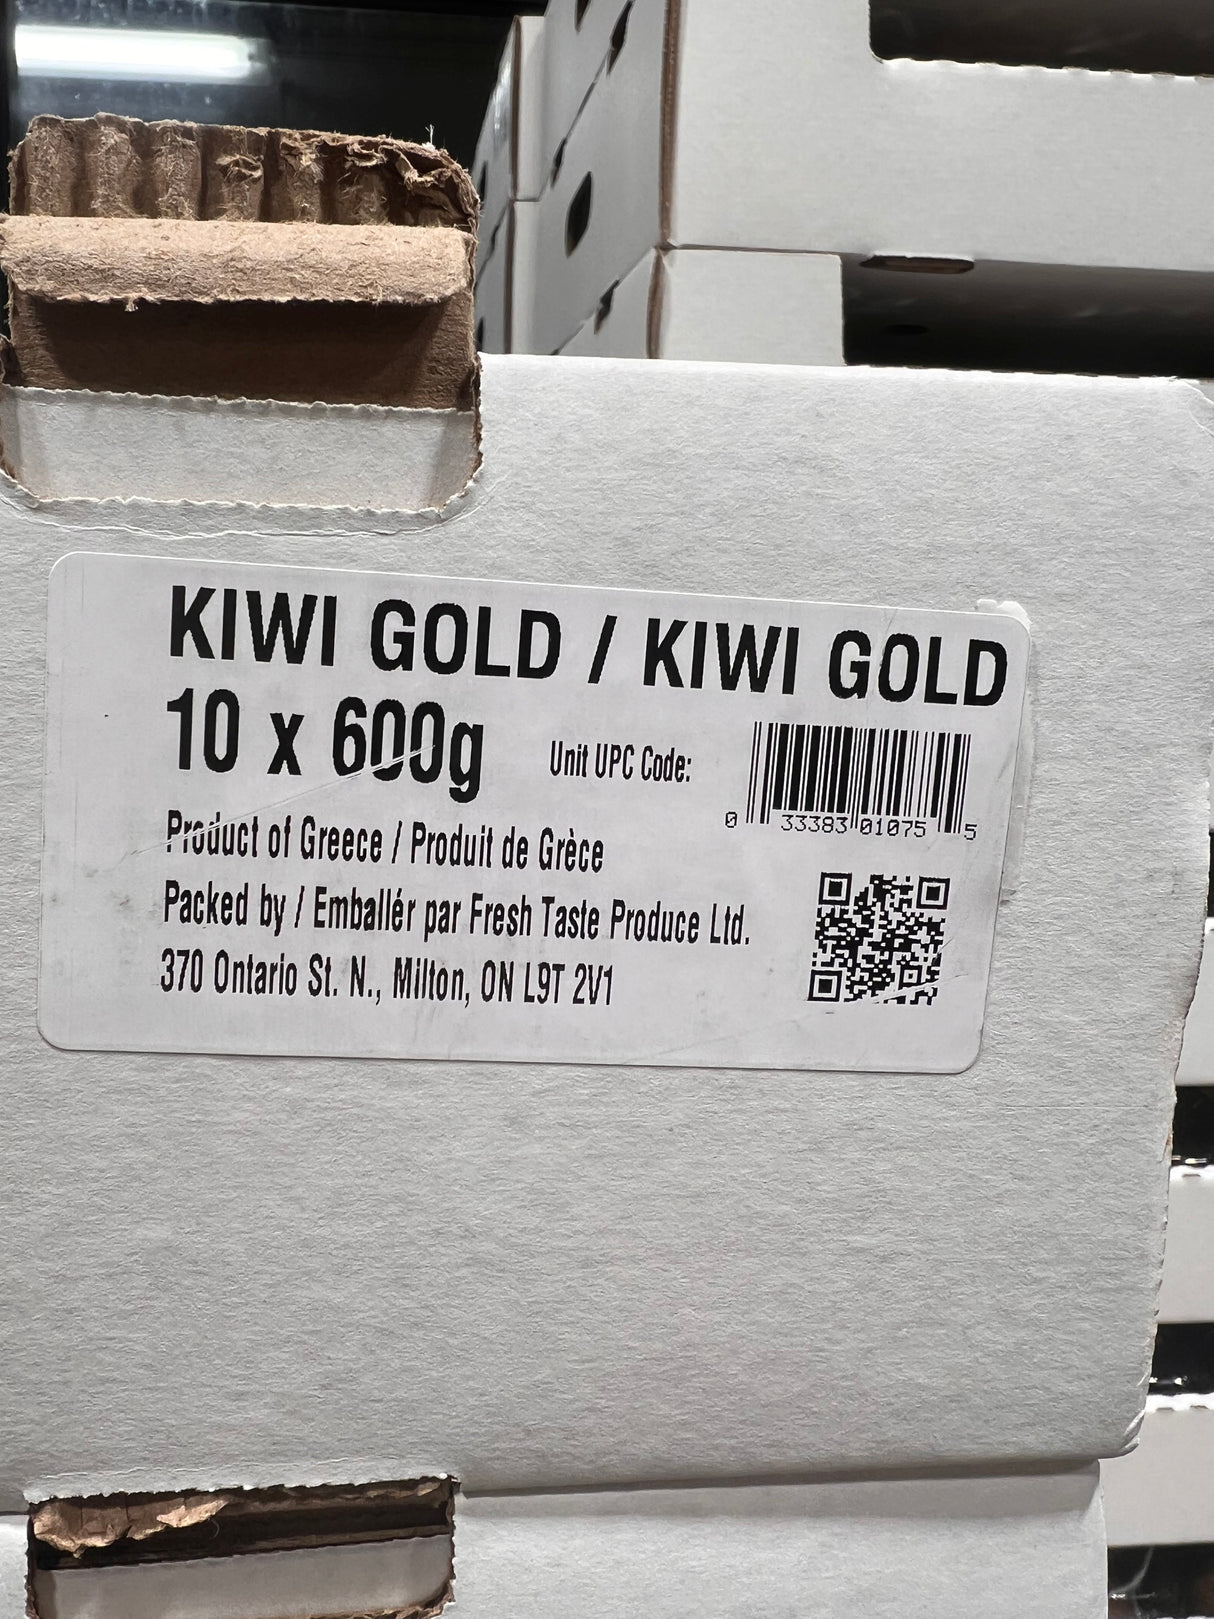 KIWI GOLD / KIWI GOLD
10 x 600g
Unit UPC Code:
0 33383 01075 5
Product of Greece / Produit de Grèce
Packed by / Emballér par Fresh Taste Produce Ltd.
370 Ontario St. N., Milton, ON L9T 2V1